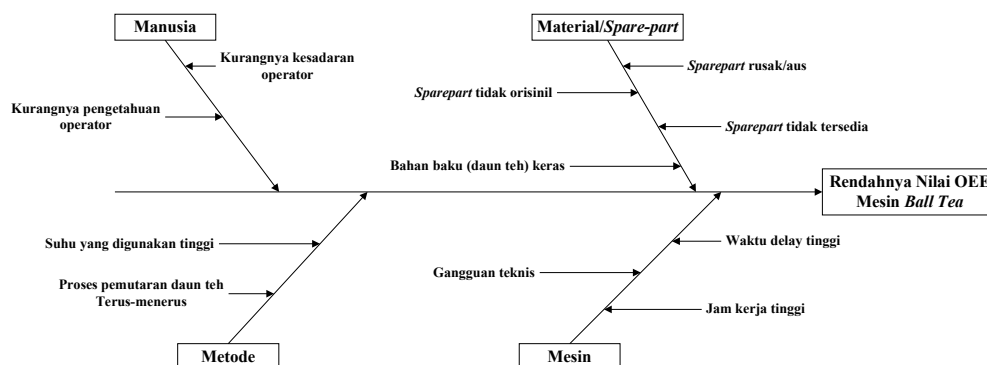 Manusia
Material/Spare-part
Kurangnya kesadaran
operator
Sparepart rusak/aus
Sparepart tidak orisinil
Kurangnya pengetahuan
operator
Sparepart tidak tersedia
Bahan baku (daun teh) keras
Rendahnya Nilai OEE
Mesin Ball Tea
Suhu yang digunakan tinggi
Waktu delay tinggi
Gangguan teknis
Proses pemutaran daun teh
Terus-menerus
Jam kerja tinggi
Metode
Mesin